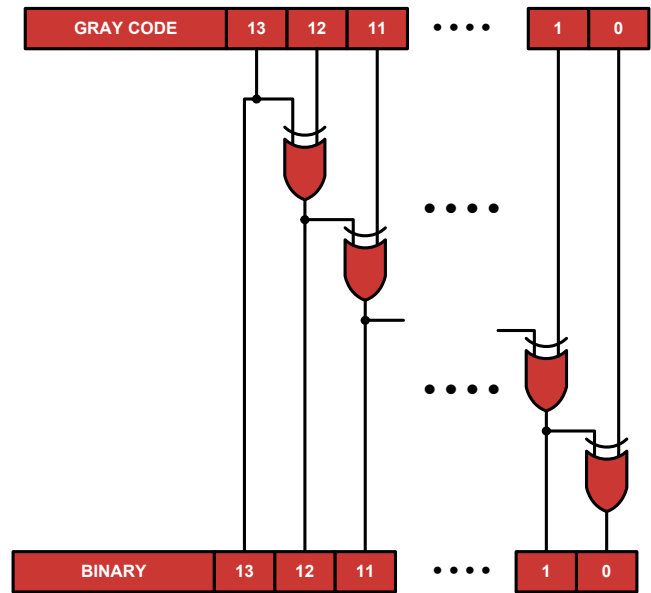 GRAY CODE 13 12 11 •••• 1 0
BINARY 13 12 11 •••• 1 0